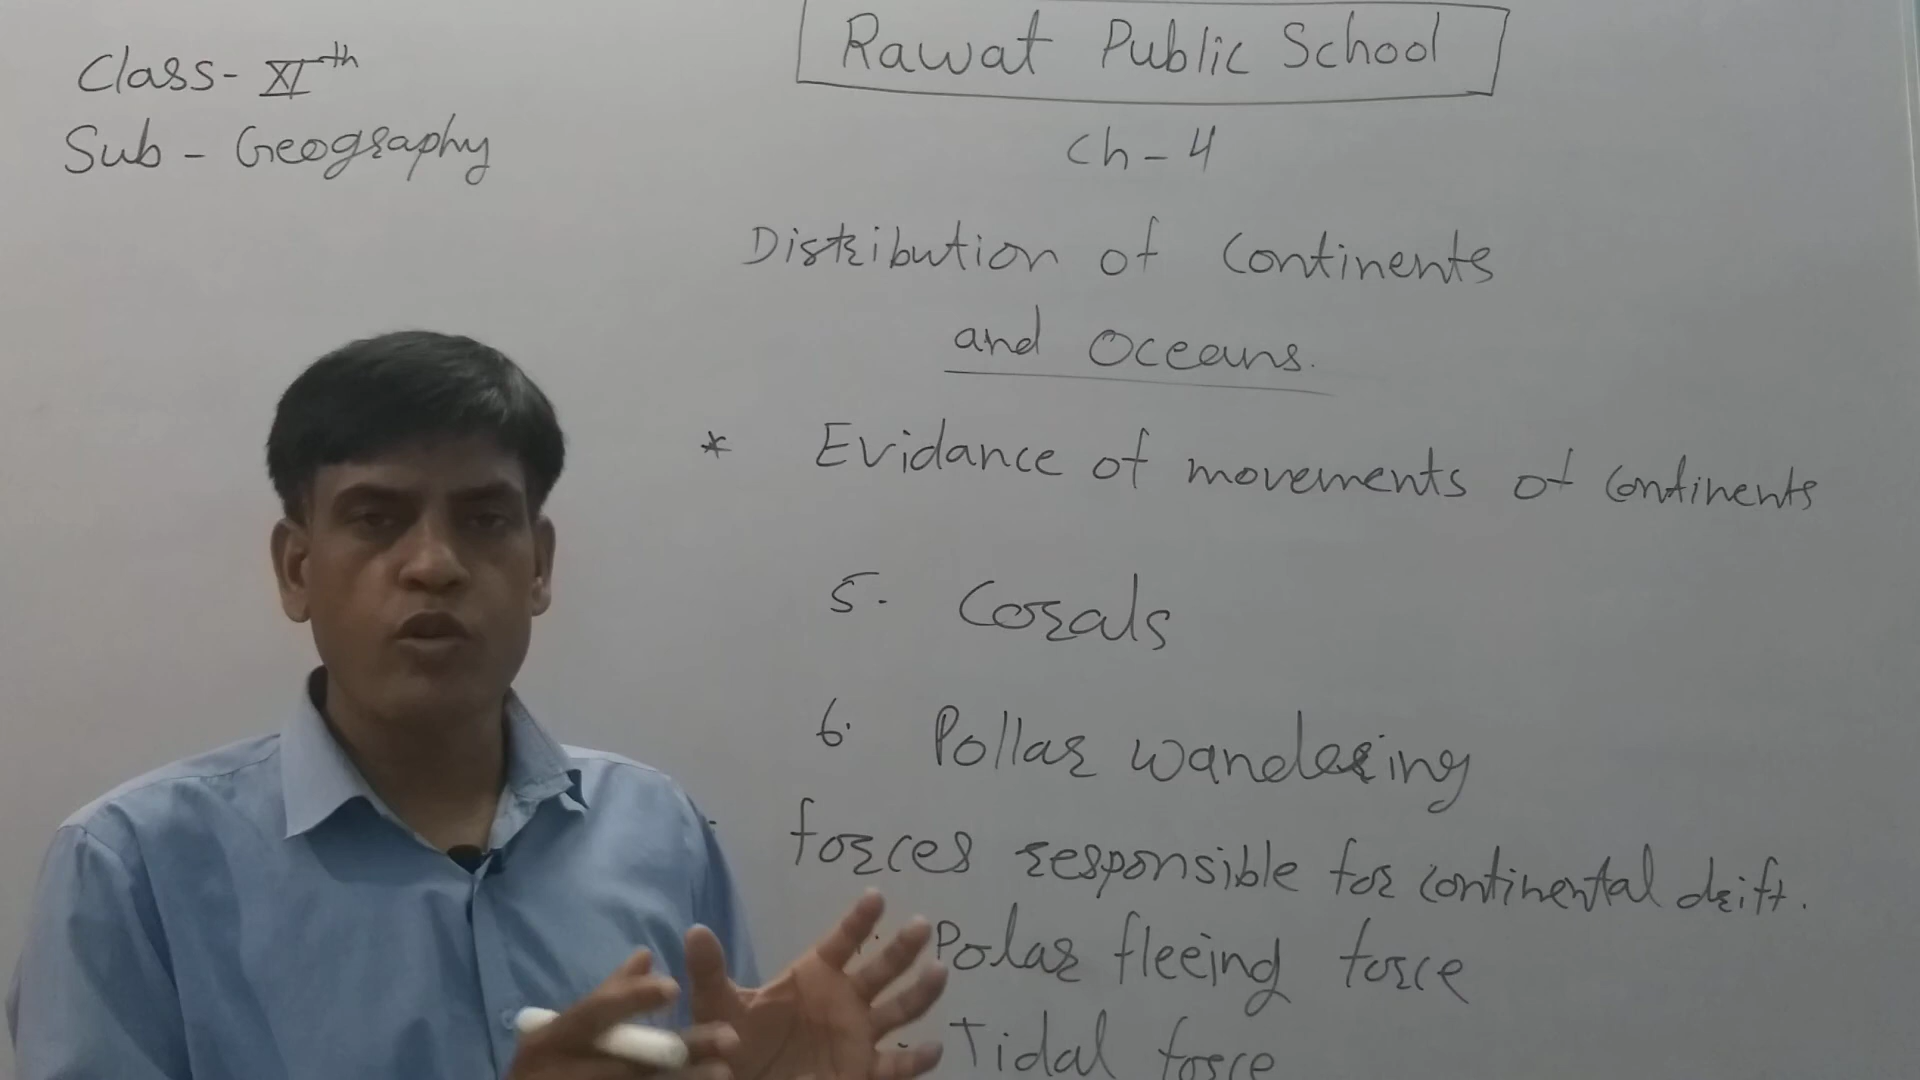 Class- XIth
Sub - Geography
Rawat Public School
Ch-4
Distribution of Continents
and Oceans.
* Evidance of movements of continents
5. Corals
6. Pollar wandering
forces responsible for continental drift.
Polar fleeing force
Tidal force